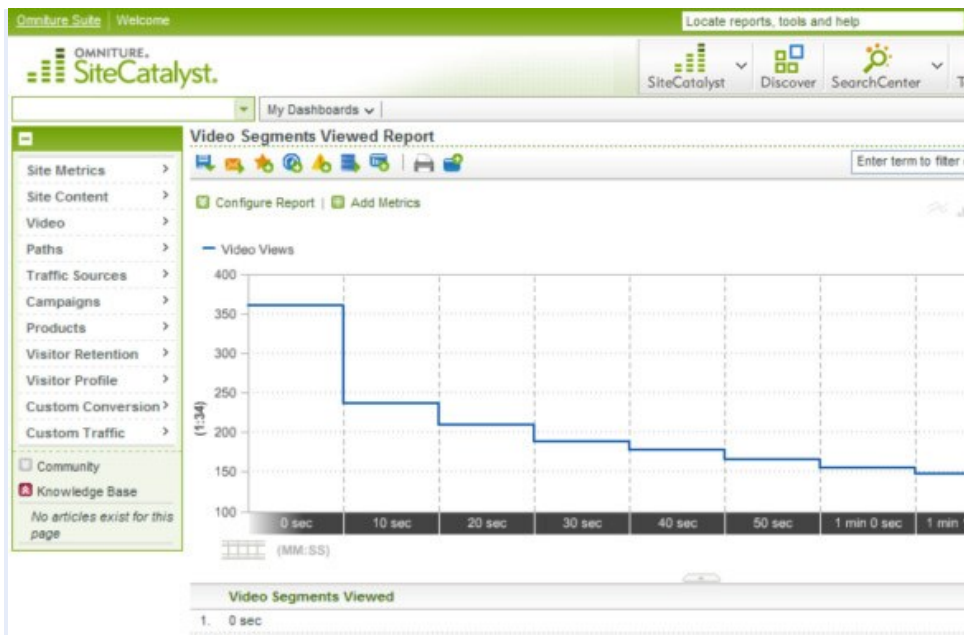 Omniture Suite Welcome Locate reports, tools and help
OMNITURE.
SiteCatalyst.
SiteCatalyst Discover SearchCenter T
My Dashboards
Video Segments Viewed Report
Enter term to filter
Configure Report | Add Metrics
Site Metrics
Site Content
Video
Paths
Traffic Sources
Campaigns
Products
Visitor Retention
Visitor Profile
Custom Conversion
Custom Traffic
Community
Knowledge Base
No articles exist for this
page
Video Views
400
350
300
250
200
150
100
(1:34)
0 sec 10 sec 20 sec 30 sec 40 sec 50 sec 1 min 0 sec 1 min
(MM:SS)
Video Segments Viewed
1. 0 sec